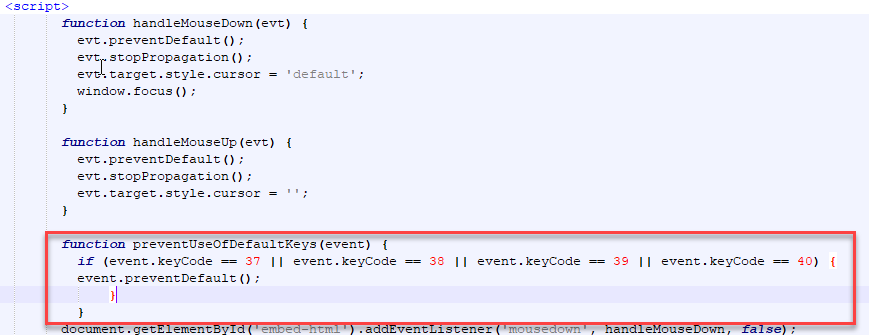 <script>
function handleMouseDown(evt) {
evt.preventDefault();
evt.stopPropagation();
evt.target.style.cursor = 'default';
window.focus();
}
function handleMouseUp(evt) {
evt.preventDefault();
evt.stopPropagation();
evt.target.style.cursor = '';
}
function preventUseOfDefaultKeys(event) {
if (event.keyCode == 37 || event.keyCode == 38 || event.keyCode == 39 || event.keyCode == 40) {
event.preventDefault();
}
}
document.getElementById('embed-html').addEventListener('mousedown', handleMouseDown, false);